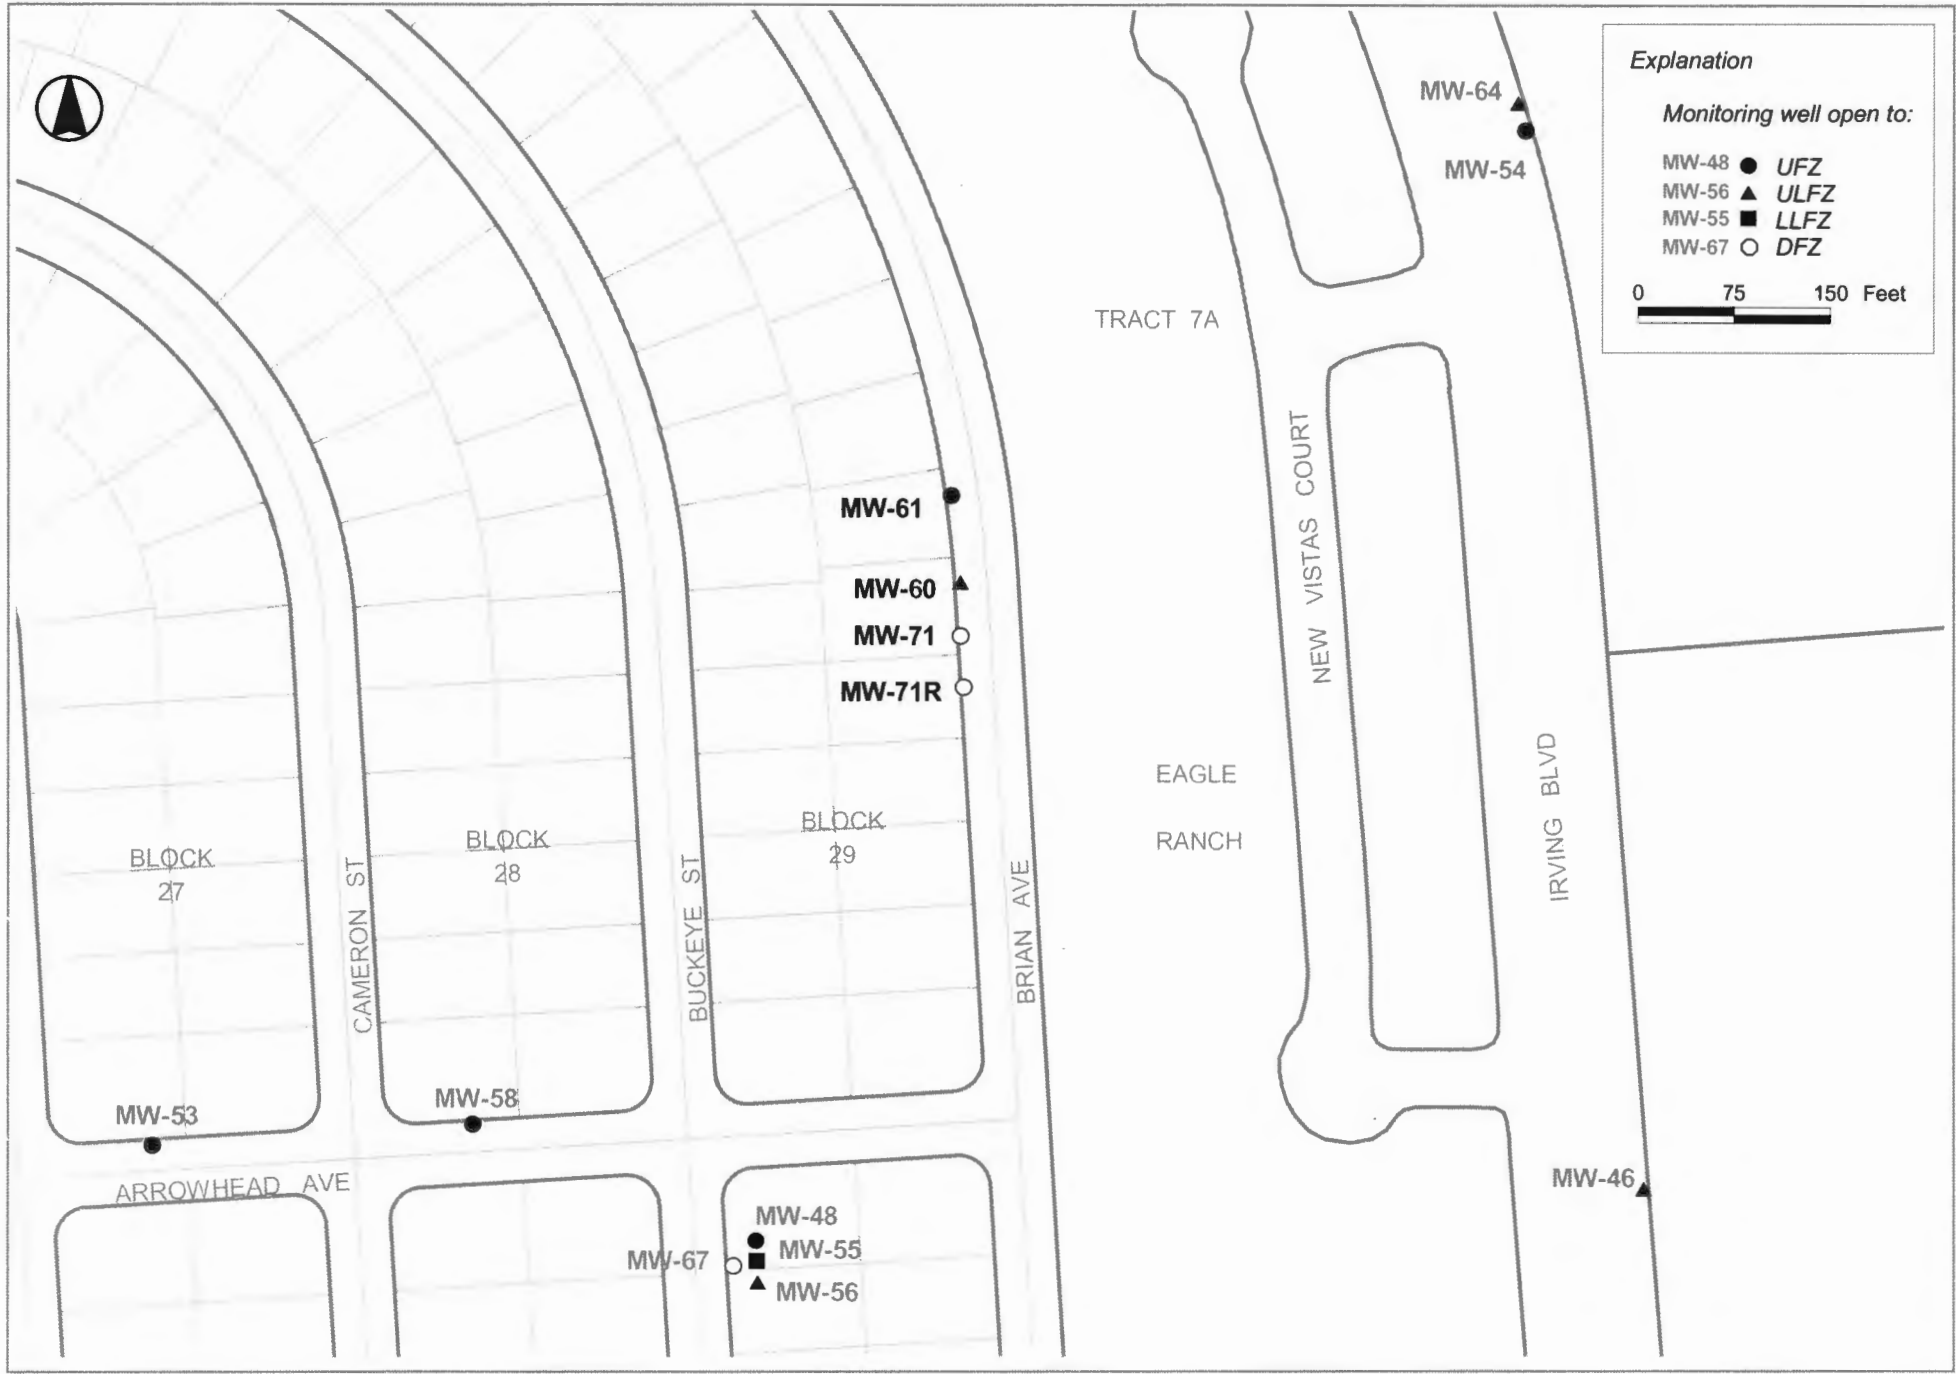 Explanation
Monitoring well open to:
MW-48 UFZ
MW-56 ULFZ
MW-55 LLFZ
MW-67 DFZ
0 75 150 Feet
MW-64
MW-54
TRACT 7A
NEW VISTAS COURT
MW-61
MW-60
MW-71
MW-71R
EAGLE
RANCH
IRVING BLVD
BLOCK
27
BLOCK
28
BLOCK
29
CAMERON ST
BUCKEYE ST
BRIAN AVE
MW-53
MW-58
ARROWHEAD AVE
MW-46
MW-48
MW-55
MW-67
MW-56